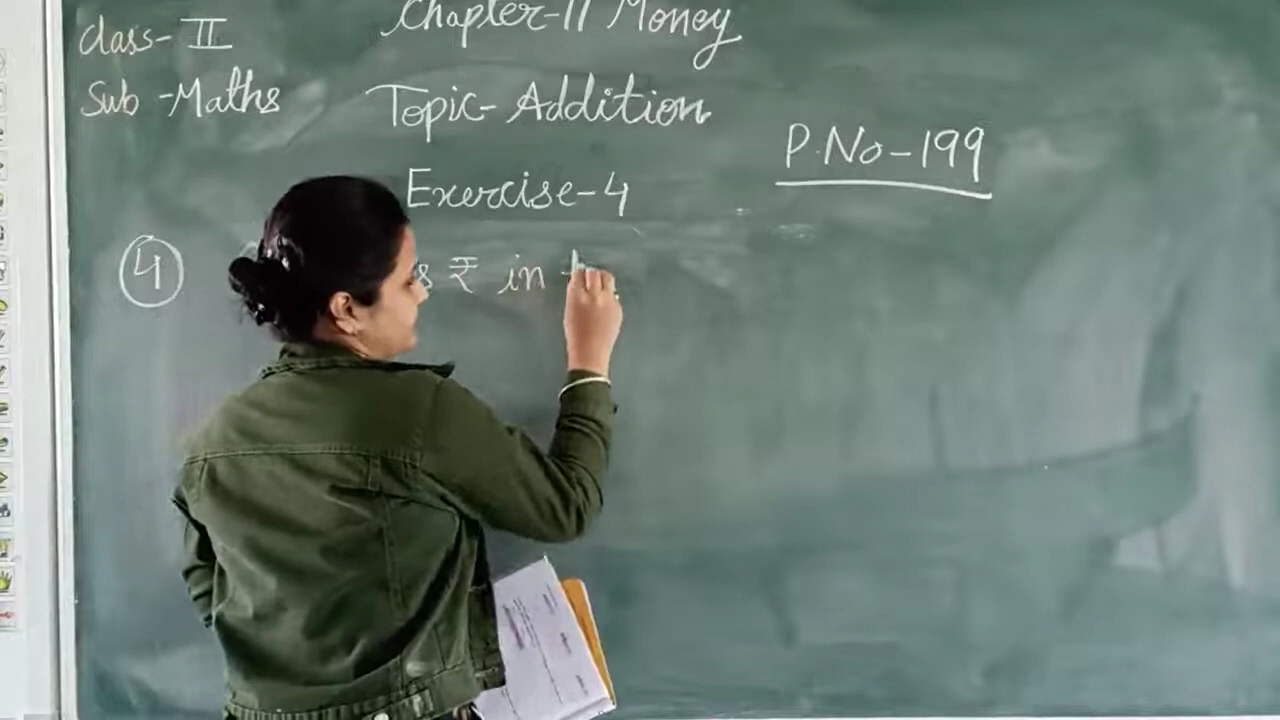 Class-II
Sub-Maths
Chapter-11 Money
Topic-Addition
P.No-199
Exercise-4
4
₹ in